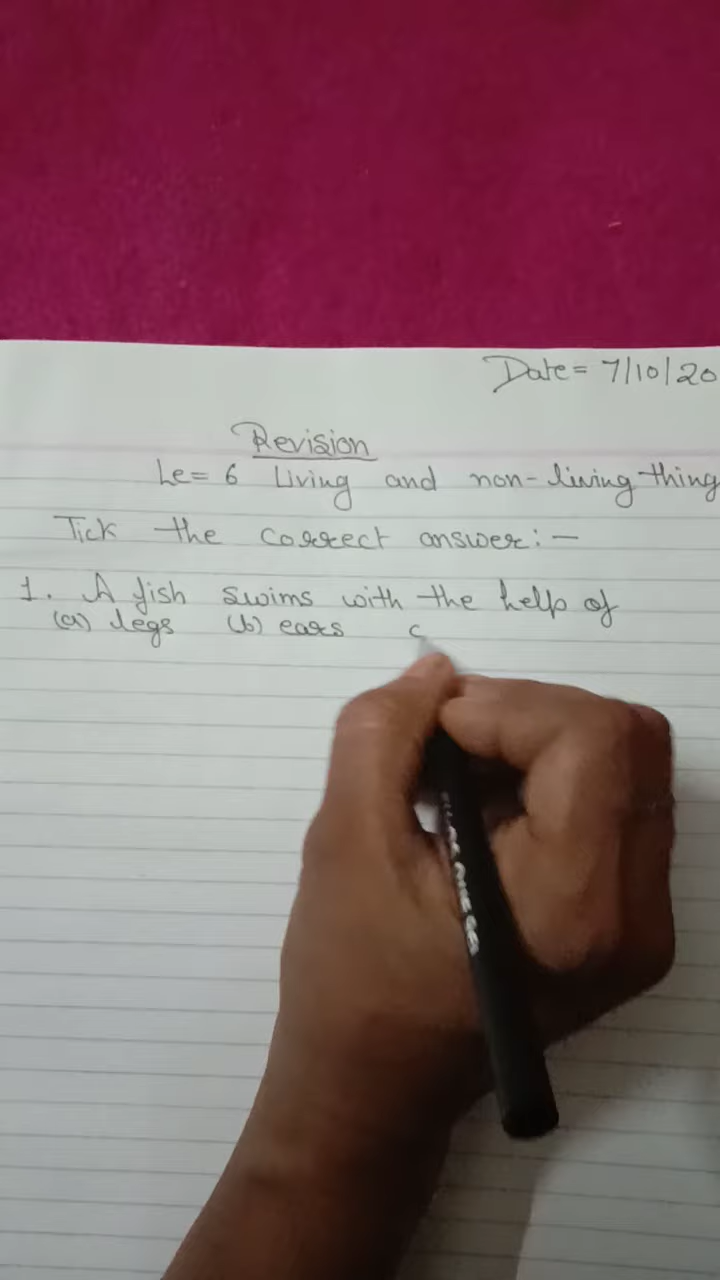 Date= 7/10/20
Revision
Le= 6 Living and non-living thing
Tick the correct answer:-
1. A fish swims with the help of
(a) legs (b) ears